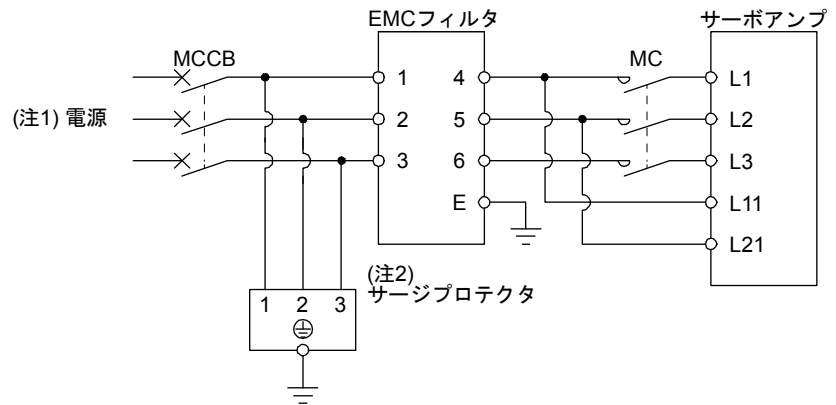 EMCフィルタ
サーボアンプ
MCCB
MC
1
4
L1
(注1) 電源
2
5
L2
3
6
L3
E
L11
L21
(注2)
サージプロテクタ
1 2 3